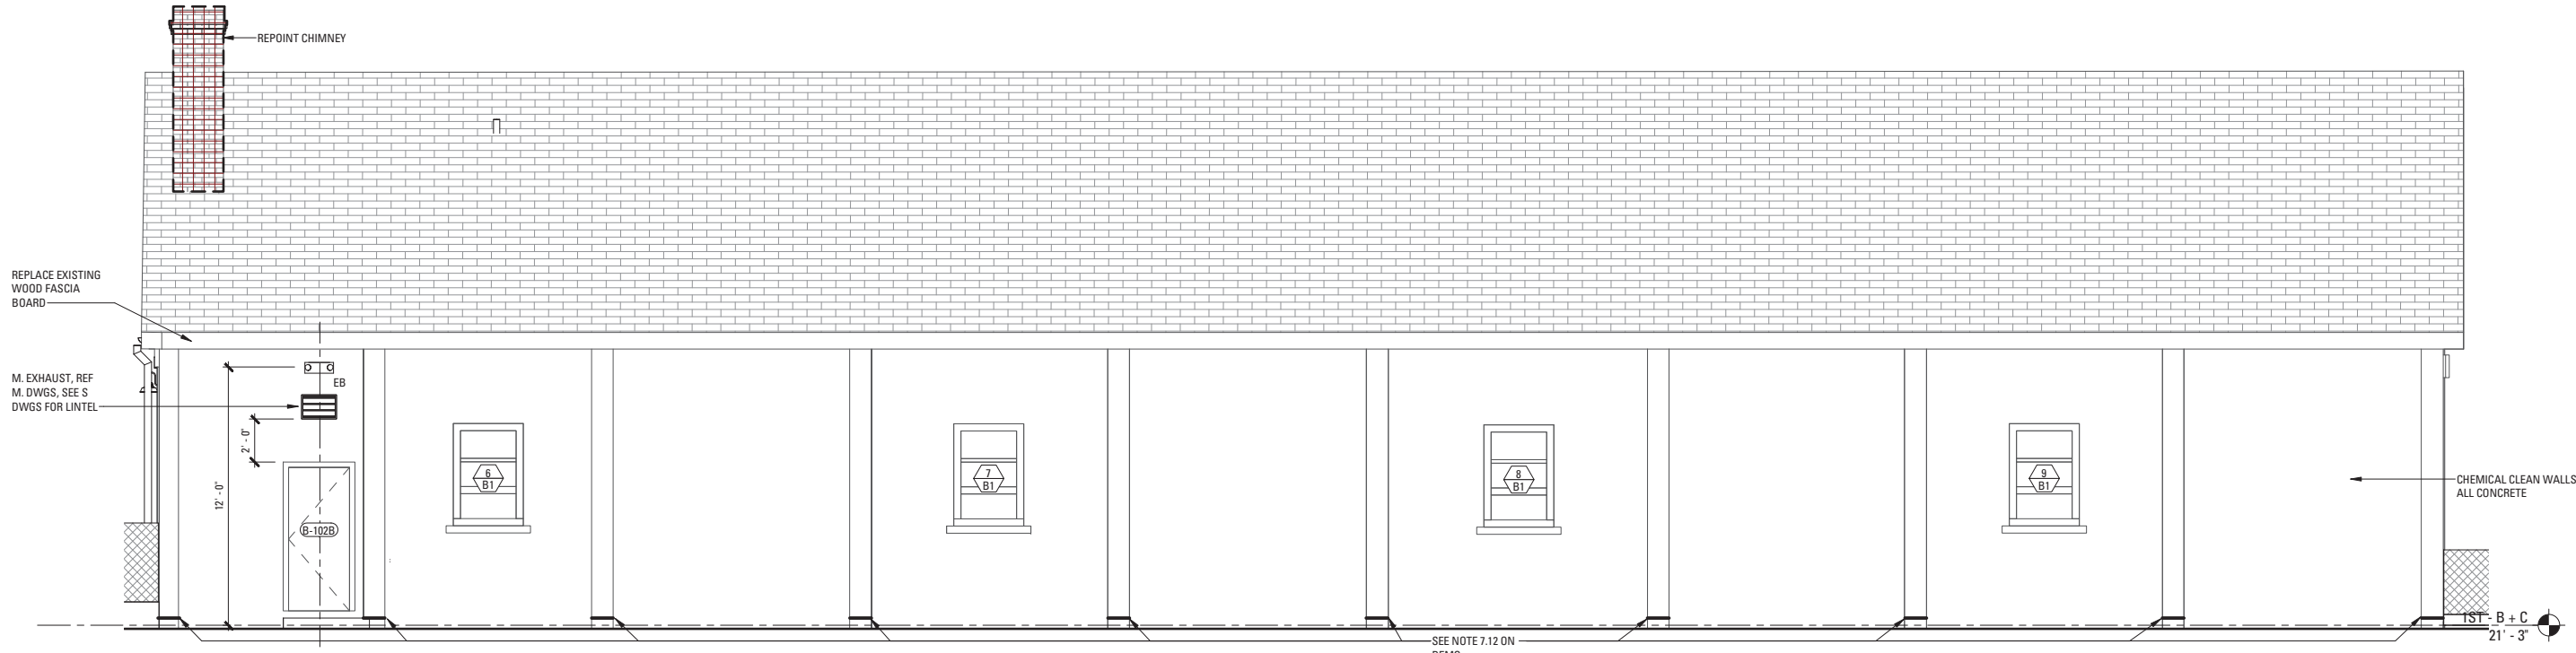 REPOINT CHIMNEY
REPLACE EXISTING
WOOD FASCIA
BOARD
M. EXHAUST, REF
M. DWGS, SEE S
DWGS FOR LINTEL
EB
2' - 0"
12' - 0"
B-102B
6
B1
7
B1
8
B1
9
B1
CHEMICAL CLEAN WALLS
ALL CONCRETE
SEE NOTE 7.12 ON
1ST - B + C
21' - 3"